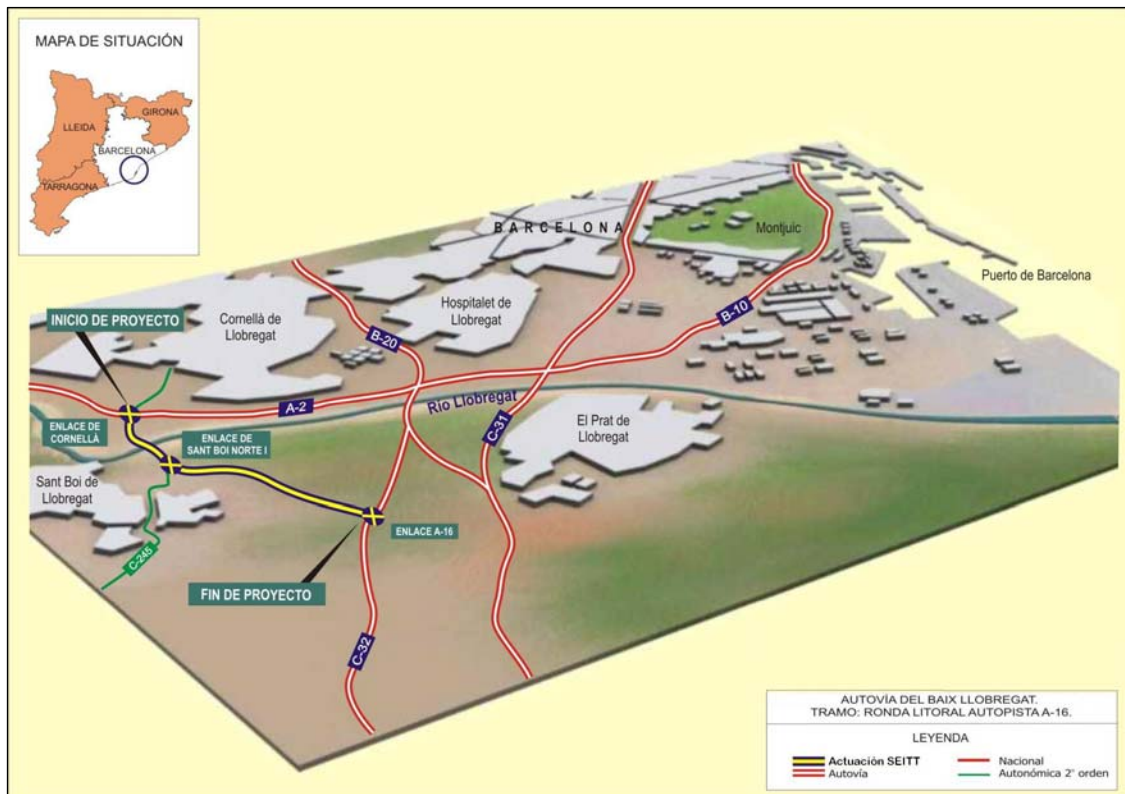 MAPA DE SITUACIÓN
GIRONA
LLEIDA
BARCELONA
TARRAGONA
BARCELONA
Montjuic
Puerto de Barcelona
INICIO DE PROYECTO
Cornellà de
Llobregat
Hospitalet de
Llobregat
B-20
B-10
A-2
Río Llobregat
C-31
El Prat de
Llobregat
ENLACE DE
CORNELLÀ
ENLACE DE
SANT BOI NORTE I
Sant Boi de
Llobregat
ENLACE A-16
C-245
FIN DE PROYECTO
C-32
AUTOVÍA DEL BAIX LLOBREGAT.
TRAMO: RONDA LITORAL AUTOPISTA A-16.
LEYENDA
Actuación SEITT
Nacional
Autovía
Autonómica 2° orden